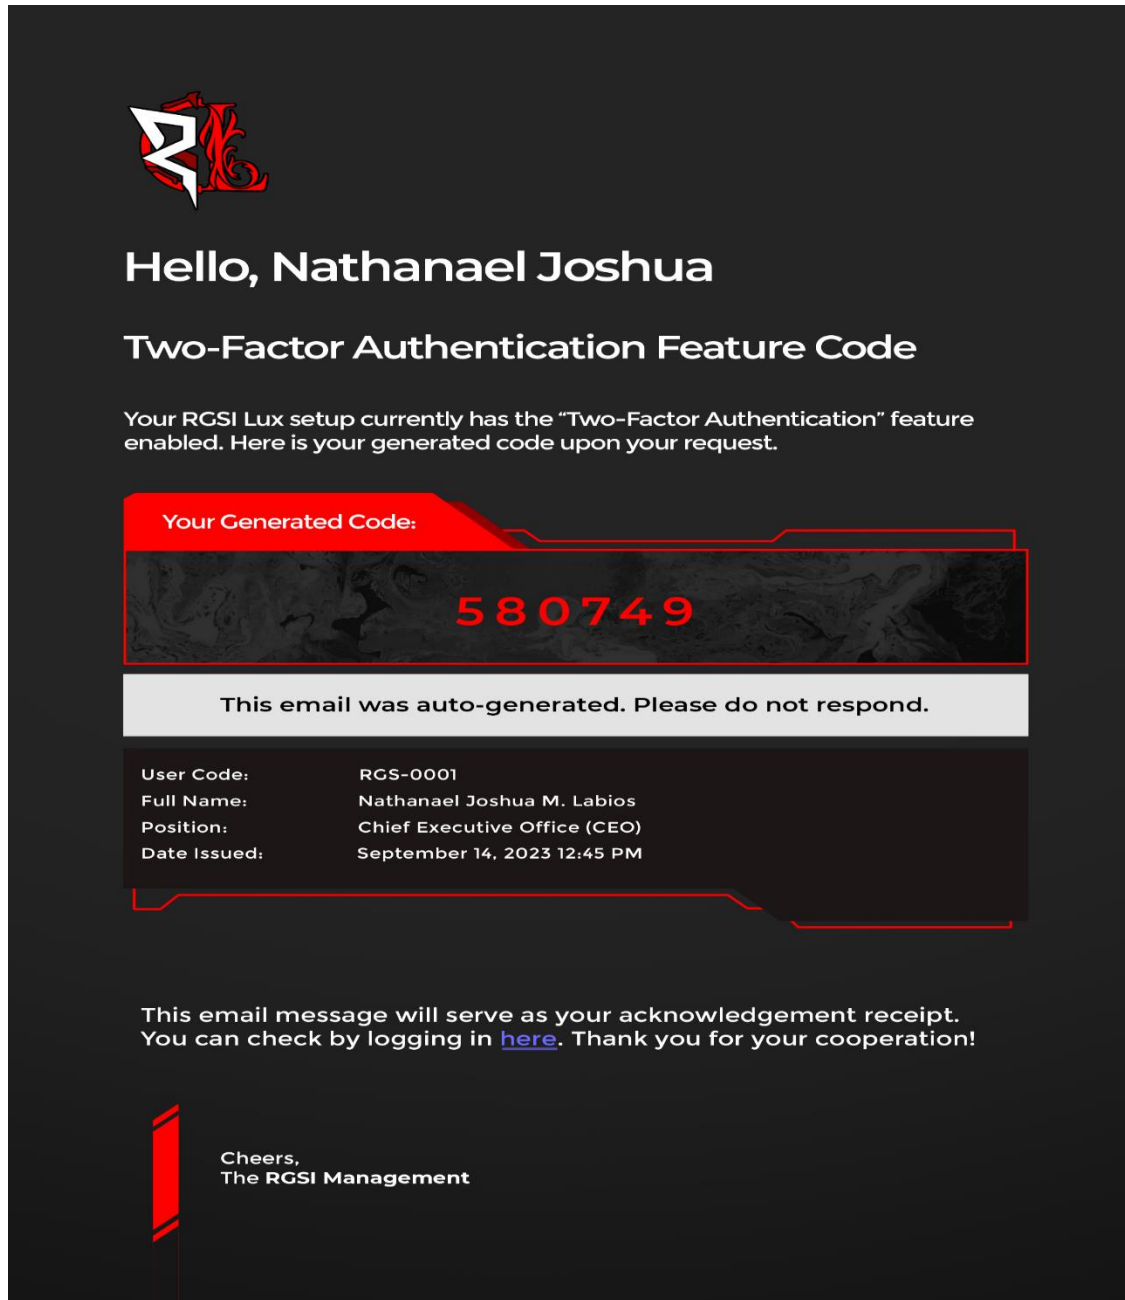 Hello, Nathanael Joshua
Two-Factor Authentication Feature Code
Your RGSI Lux setup currently has the “Two-Factor Authentication” feature
enabled. Here is your generated code upon your request.
Your Generated Code:
580749
This email was auto-generated. Please do not respond.
User Code: RGS-0001
Full Name: Nathanael Joshua M. Labios
Position: Chief Executive Office (CEO)
Date Issued: September 14, 2023 12:45 PM
This email message will serve as your acknowledgement receipt.
You can check by logging in here. Thank you for your cooperation!
Cheers,
The RGSI Management